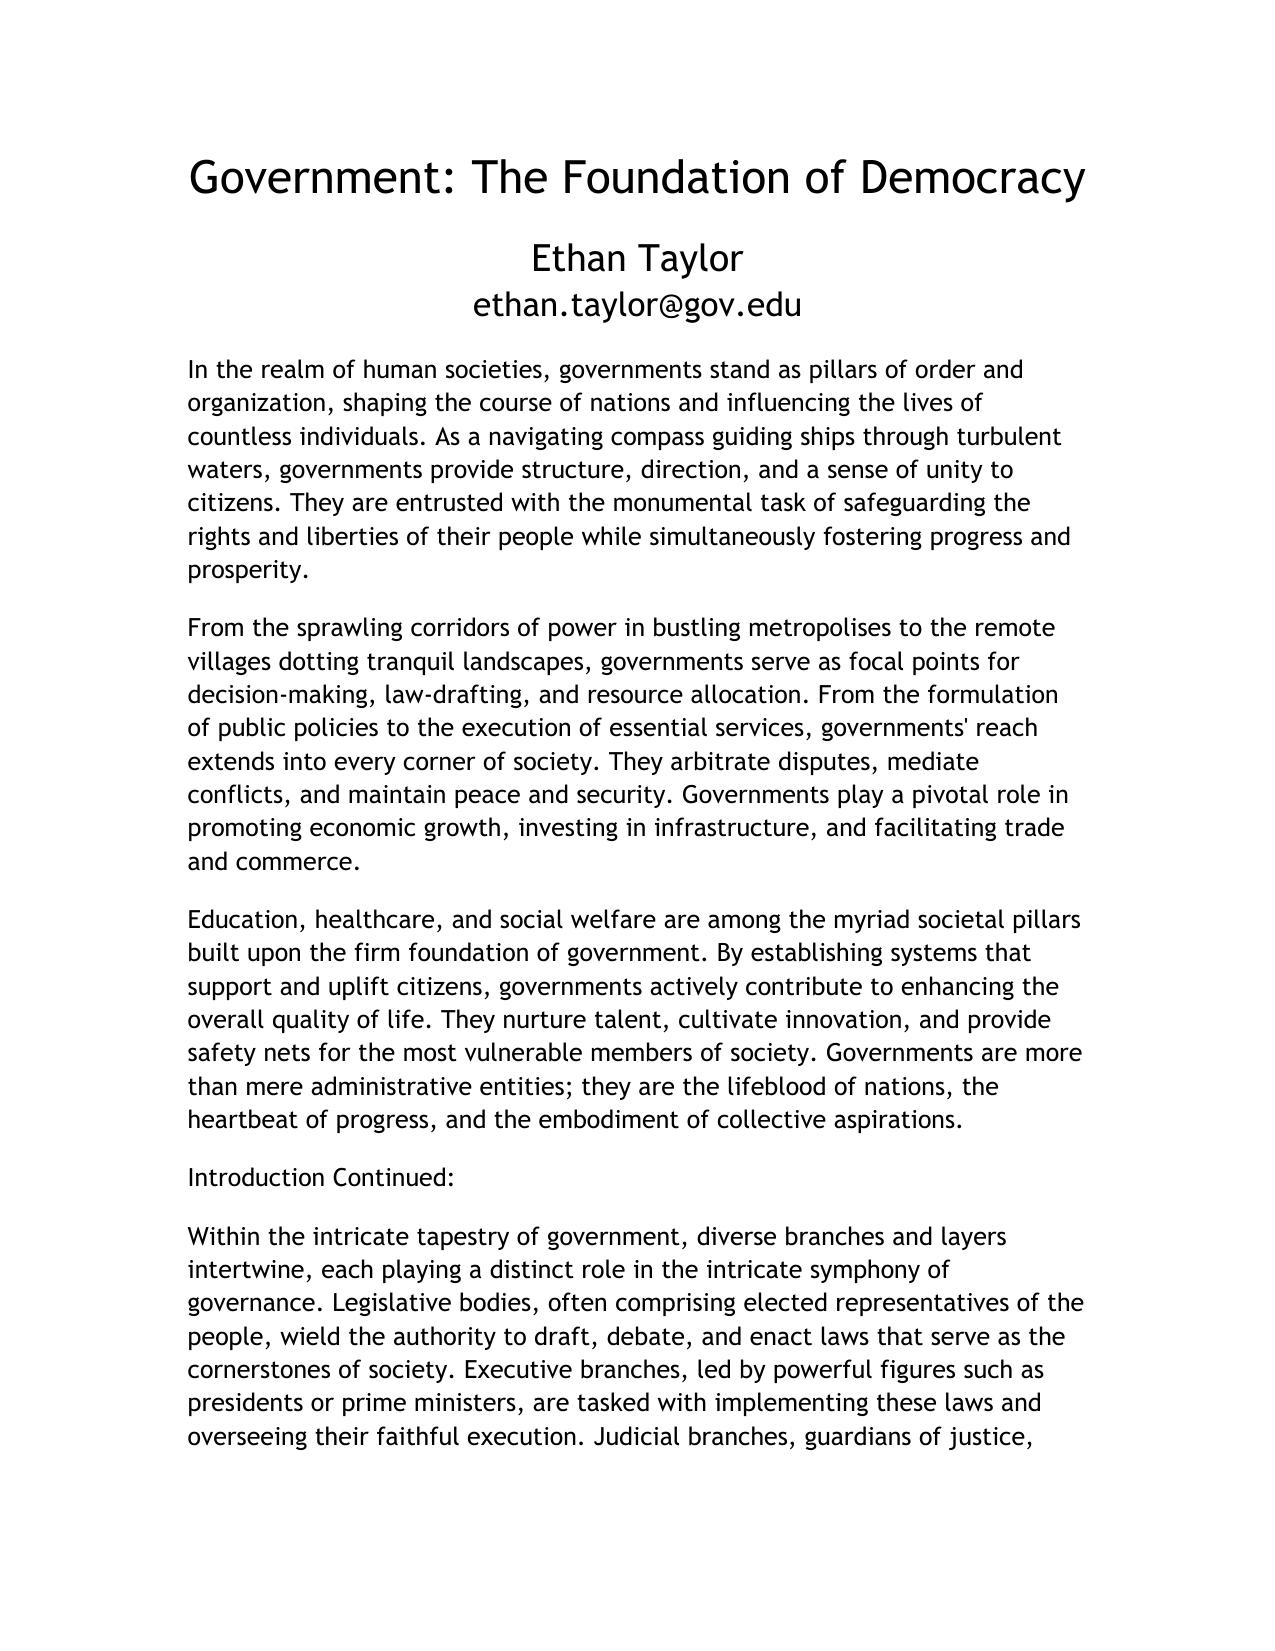 Government: The Foundation of Democracy
Ethan Taylor
ethan.taylor@gov.edu
In the realm of human societies, governments stand as pillars of order and
organization, shaping the course of nations and influencing the lives of
countless individuals. As a navigating compass guiding ships through turbulent
waters, governments provide structure, direction, and a sense of unity to
citizens. They are entrusted with the monumental task of safeguarding the
rights and liberties of their people while simultaneously fostering progress and
prosperity.
From the sprawling corridors of power in bustling metropolises to the remote
villages dotting tranquil landscapes, governments serve as focal points for
decision-making, law-drafting, and resource allocation. From the formulation
of public policies to the execution of essential services, governments' reach
extends into every corner of society. They arbitrate disputes, mediate
conflicts, and maintain peace and security. Governments play a pivotal role in
promoting economic growth, investing in infrastructure, and facilitating trade
and commerce.
Education, healthcare, and social welfare are among the myriad societal pillars
built upon the firm foundation of government. By establishing systems that
support and uplift citizens, governments actively contribute to enhancing the
overall quality of life. They nurture talent, cultivate innovation, and provide
safety nets for the most vulnerable members of society. Governments are more
than mere administrative entities; they are the lifeblood of nations, the
heartbeat of progress, and the embodiment of collective aspirations.
Introduction Continued:
Within the intricate tapestry of government, diverse branches and layers
intertwine, each playing a distinct role in the intricate symphony of
governance. Legislative bodies, often comprising elected representatives of the
people, wield the authority to draft, debate, and enact laws that serve as the
cornerstones of society. Executive branches, led by powerful figures such as
presidents or prime ministers, are tasked with implementing these laws and
overseeing their faithful execution. Judicial branches, guardians of justice,